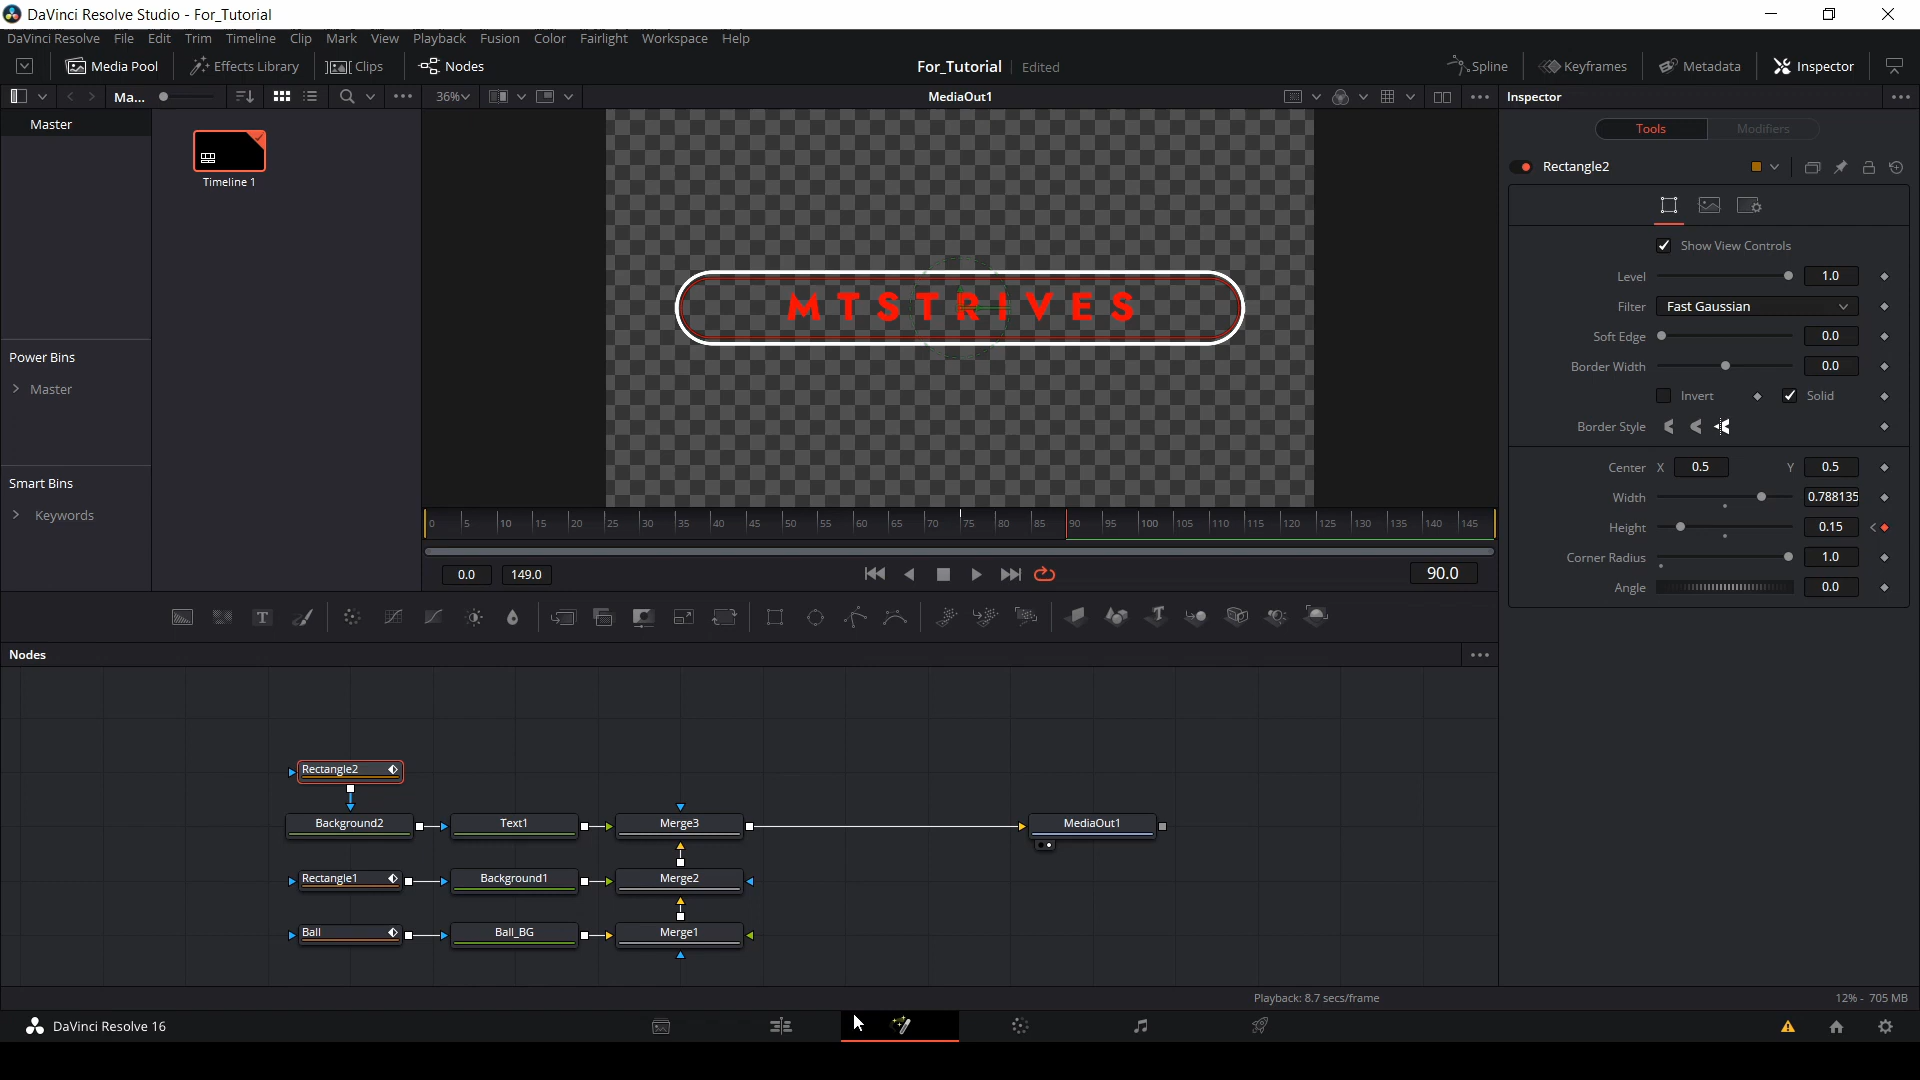 DaVinci Resolve Studio - For_Tutorial
DaVinci Resolve File Edit Trim Timeline Clip Mark View Playback Fusion Color Fairlight Workspace Help
Media Pool Effects Library Clips Nodes For_Tutorial Edited Spline Keyframes Metadata Inspector
Ma... 36% MediaOut1 Inspector
Master
Timeline 1
Power Bins
Master
Smart Bins
Keywords
MTSTRIVES
0 5 10 15 20 25 30 35 40 45 50 55 60 65 70 75 80 85 90 95 100 105 110 115 120 125 130 135 140 145
0.0 149.0 90.0
Tools Modifiers
Rectangle2
Show View Controls
Level 1.0
Filter Fast Gaussian
Soft Edge 0.0
Border Width 0.0
Invert Solid
Border Style
Center X 0.5 Y 0.5
Width 0.788135
Height 0.15
Corner Radius 1.0
Angle 0.0
Nodes
Rectangle2
Background2 Text1 Merge3 MediaOut1
Rectangle1 Background1 Merge2
Ball Ball_BG Merge1
Playback: 8.7 secs/frame 12% - 705 MB
DaVinci Resolve 16